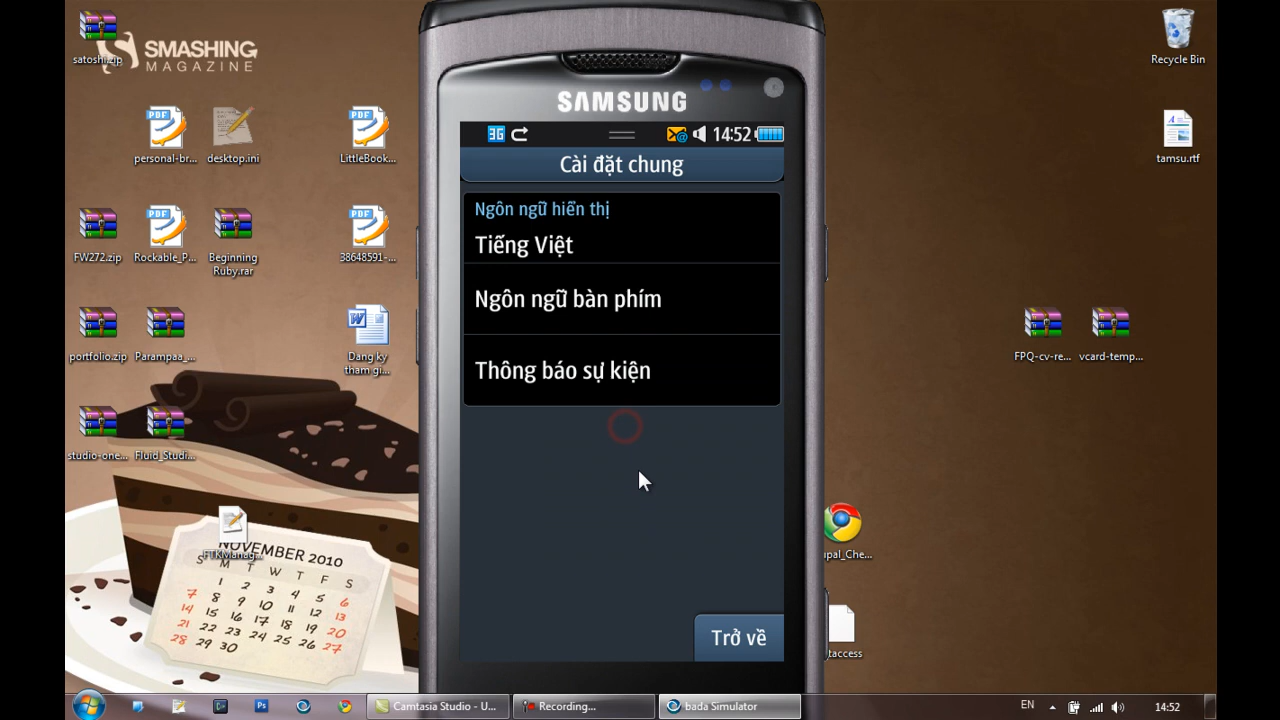 satoshi.zip
SMASHING
MAGAZINE
Recycle Bin
personal-br...
desktop.ini
LittleBook...
tamsu.rtf
FW272.zip
Rockable_P...
Beginning
Ruby.rar
38648591-...
portfolio.zip
Parampaa_...
Dang ky
tham gi...
FPQ-cv-re...
vcard-temp...
studio-one...
Fluid_Studi...
FTKManag...
NOVEMBER 2010
S M T W T F S
1 2 3 4 5 6
7 8 9 10 11 12 13
14 15 16 17 18 19 20
21 22 23 24 25 26 27
28 29 30
SAMSUNG
3G 14:52
Cài đặt chung
Ngôn ngữ hiển thị
Tiếng Việt
Ngôn ngữ bàn phím
Thông báo sự kiện
Trở về
upal_Che...
taccess
Ps
Camtasia Studio - U...
Recording...
bada Simulator
EN
14:52